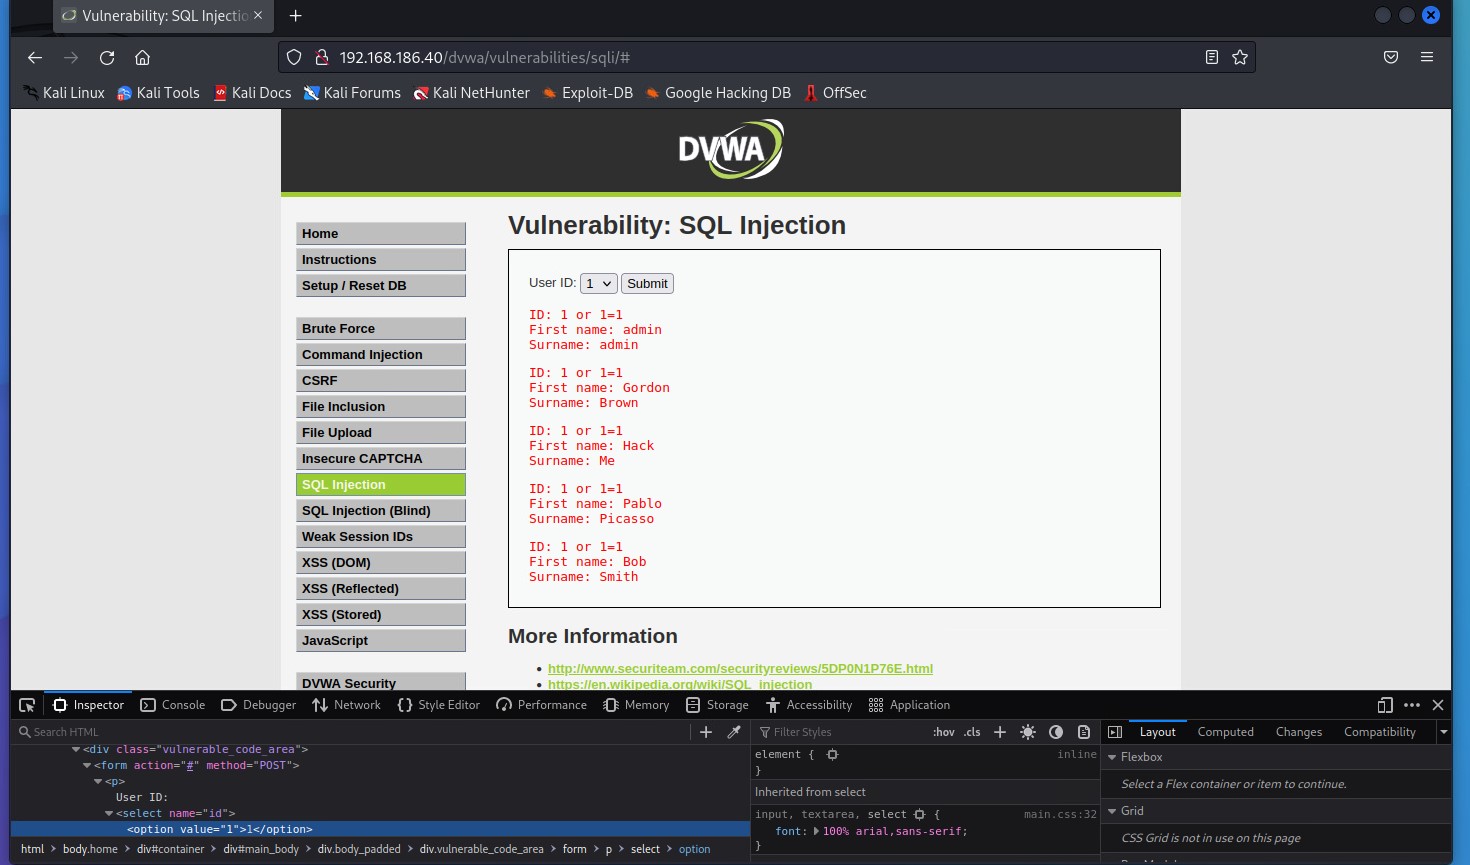 Vulnerability: SQL Injectio
192.168.186.40/dvwa/vulnerabilities/sqli/#
Kali Linux Kali Tools Kali Docs Kali Forums Kali NetHunter Exploit-DB Google Hacking DB OffSec
DVWA
Home
Instructions
Setup / Reset DB
Brute Force
Command Injection
CSRF
File Inclusion
File Upload
Insecure CAPTCHA
SQL Injection
SQL Injection (Blind)
Weak Session IDs
XSS (DOM)
XSS (Reflected)
XSS (Stored)
JavaScript
DVWA Security
Vulnerability: SQL Injection
User ID: 1 Submit
ID: 1 or 1=1
First name: admin
Surname: admin
ID: 1 or 1=1
First name: Gordon
Surname: Brown
ID: 1 or 1=1
First name: Hack
Surname: Me
ID: 1 or 1=1
First name: Pablo
Surname: Picasso
ID: 1 or 1=1
First name: Bob
Surname: Smith
More Information
• http://www.securiteam.com/securityreviews/5DP0N1P76E.html
• https://en.wikipedia.org/wiki/SQL_injection
Inspector Console Debugger Network Style Editor Performance Memory Storage Accessibility Application
Search HTML
<div class="vulnerable_code_area">
<form action="#" method="POST">
<p>
User ID:
<select name="id">
<option value="1">1</option>
html > body.home > div#container > div#main_body > div.body_padded > div.vulnerable_code_area > form > p > select > option
Filter Styles :hov .cls
element { inline
}
Inherited from select
input, textarea, select { main.css:32
font: 100% arial,sans-serif;
}
Layout Computed Changes Compatibility
Flexbox
Select a Flex container or item to continue.
Grid
CSS Grid is not in use on this page